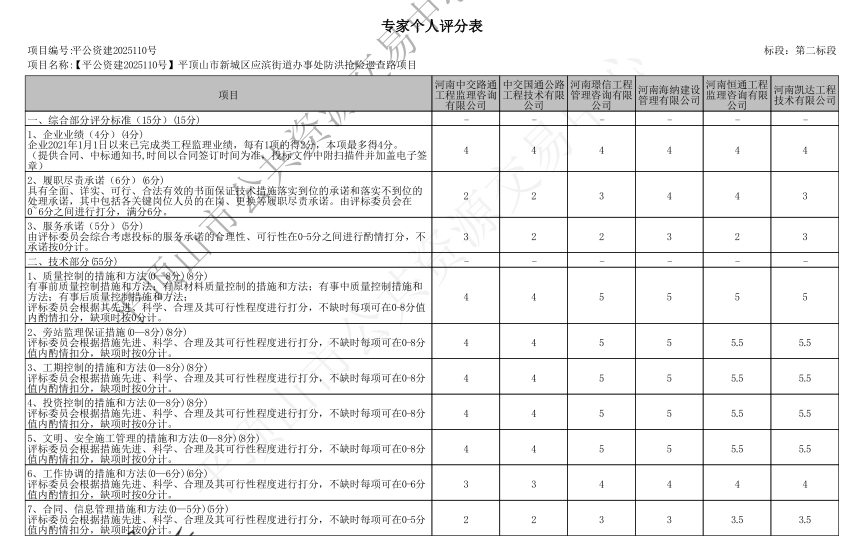 专家个人评分表
项目编号:平公资建2025110号 标段: 第二标段
项目名称:【平公资建2025110号】平顶山市新城区应滨街道办事处防洪抢险巡查路项目
项目 河南中交路通工程监理咨询有限公司 中交国通公路工程技术有限公司 河南璟信工程管理咨询有限公司 河南海纳建设管理有限公司 河南恒通工程监理咨询有限公司 河南凯达工程技术有限公司
一、综合部分评分标准（15分）(15分) – – – – – –
1、企业业绩（4分）(4分)
企业2021年1月1日以来已完成类工程监理业绩, 每有1项的得2分, 本项最多得4分。
（提供合同、中标通知书,时间以合同签订时间为准, 投标文件中附扫描件并加盖电子签
章） 4 4 4 4 4 4
2、履职尽责承诺（6分）(6分)
具有全面、详实、可行、合法有效的书面保证技术措施落实到位的承诺和落实不到位的
处理承诺, 其中包括各关键岗位人员的在岗、更换等履职尽责承诺。由评标委员会在
0~6分之间进行打分, 满分6分。 2 2 3 4 4 3
3、服务承诺（5分）(5分)
由评标委员会综合考虑投标的服务承诺的合理性、可行性在0-5分之间进行酌情打分, 不
承诺按0分计。 3 2 2 3 2 3
二、技术部分(55分) – – – – – –
1、质量控制的措施和方法(0—8分)(8分)
有事前质量控制措施和方法; 有原材料质量控制的措施和方法; 有事中质量控制措施和
方法; 有事后质量控制措施和方法;
评标委员会根据其先进、科学、合理及其可行性程度进行打分, 不缺时每项可在0-8分值
内酌情扣分, 缺项时按0分计。 4 4 5 5 5 5
2、旁站监理保证措施(0—8分)(8分)
评标委员会根据措施先进、科学、合理及其可行性程度进行打分, 不缺时每项可在0-8分
值内酌情扣分, 缺项时按0分计。 4 4 5 5 5.5 5.5
3、工期控制的措施和方法(0—8分)(8分)
评标委员会根据措施先进、科学、合理及其可行性程度进行打分, 不缺时每项可在0-8分
值内酌情扣分, 缺项时按0分计。 4 4 5 5 5.5 5.5
4、投资控制的措施和方法(0—8分)(8分)
评标委员会根据措施先进、科学、合理及其可行性程度进行打分, 不缺时每项可在0-8分
值内酌情扣分, 缺项时按0分计。 4 4 5 5 5.5 5.5
5、文明、安全施工管理的措施和方法(0—8分)(8分)
评标委员会根据措施先进、科学、合理及其可行性程度进行打分, 不缺时每项可在0-8分
值内酌情扣分, 缺项时按0分计。 4 4 5 5 5.5 5.5
6、工作协调的措施和方法(0—6分)(6分)
评标委员会根据措施先进、科学、合理及其可行性程度进行打分, 不缺时每项可在0-6分
值内酌情扣分, 缺项时按0分计。 3 3 4 4 4 4
7、合同、信息管理措施和方法(0—5分)(5分)
评标委员会根据措施先进、科学、合理及其可行性程度进行打分, 不缺时每项可在0-5分
值内酌情扣分, 缺项时按0分计。 2 2 3 3 3.5 3.5
平顶山市公共资源交易中心
平顶山市公共资源交易中心